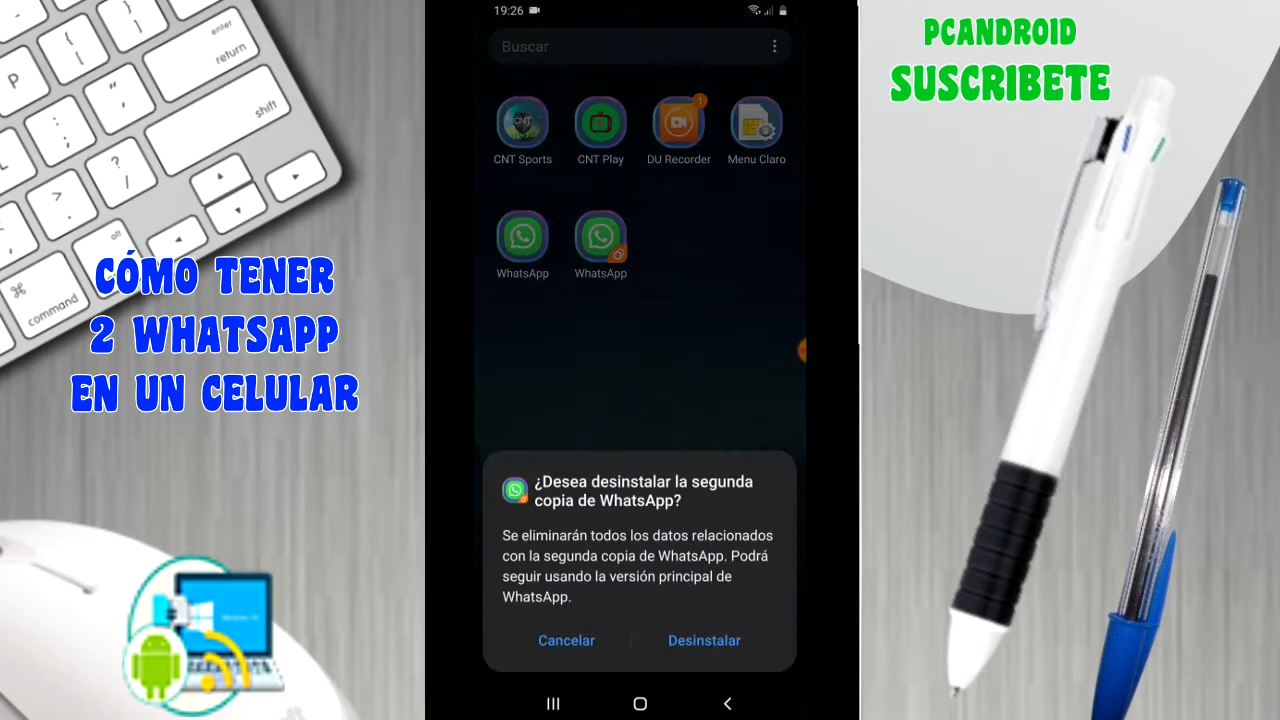 enter
return
shift
alt
command
CÓMO TENER
2 WHATSAPP
EN UN CELULAR
19:26
Buscar
CNT
1
CNT Sports
CNT Play
DU Recorder
Menu Claro
WhatsApp
WhatsApp
¿Desea desinstalar la segunda
copia de WhatsApp?
Se eliminarán todos los datos relacionados
con la segunda copia de WhatsApp. Podrá
seguir usando la versión principal de
WhatsApp.
Cancelar
Desinstalar
PCANDROID
SUSCRIBETE